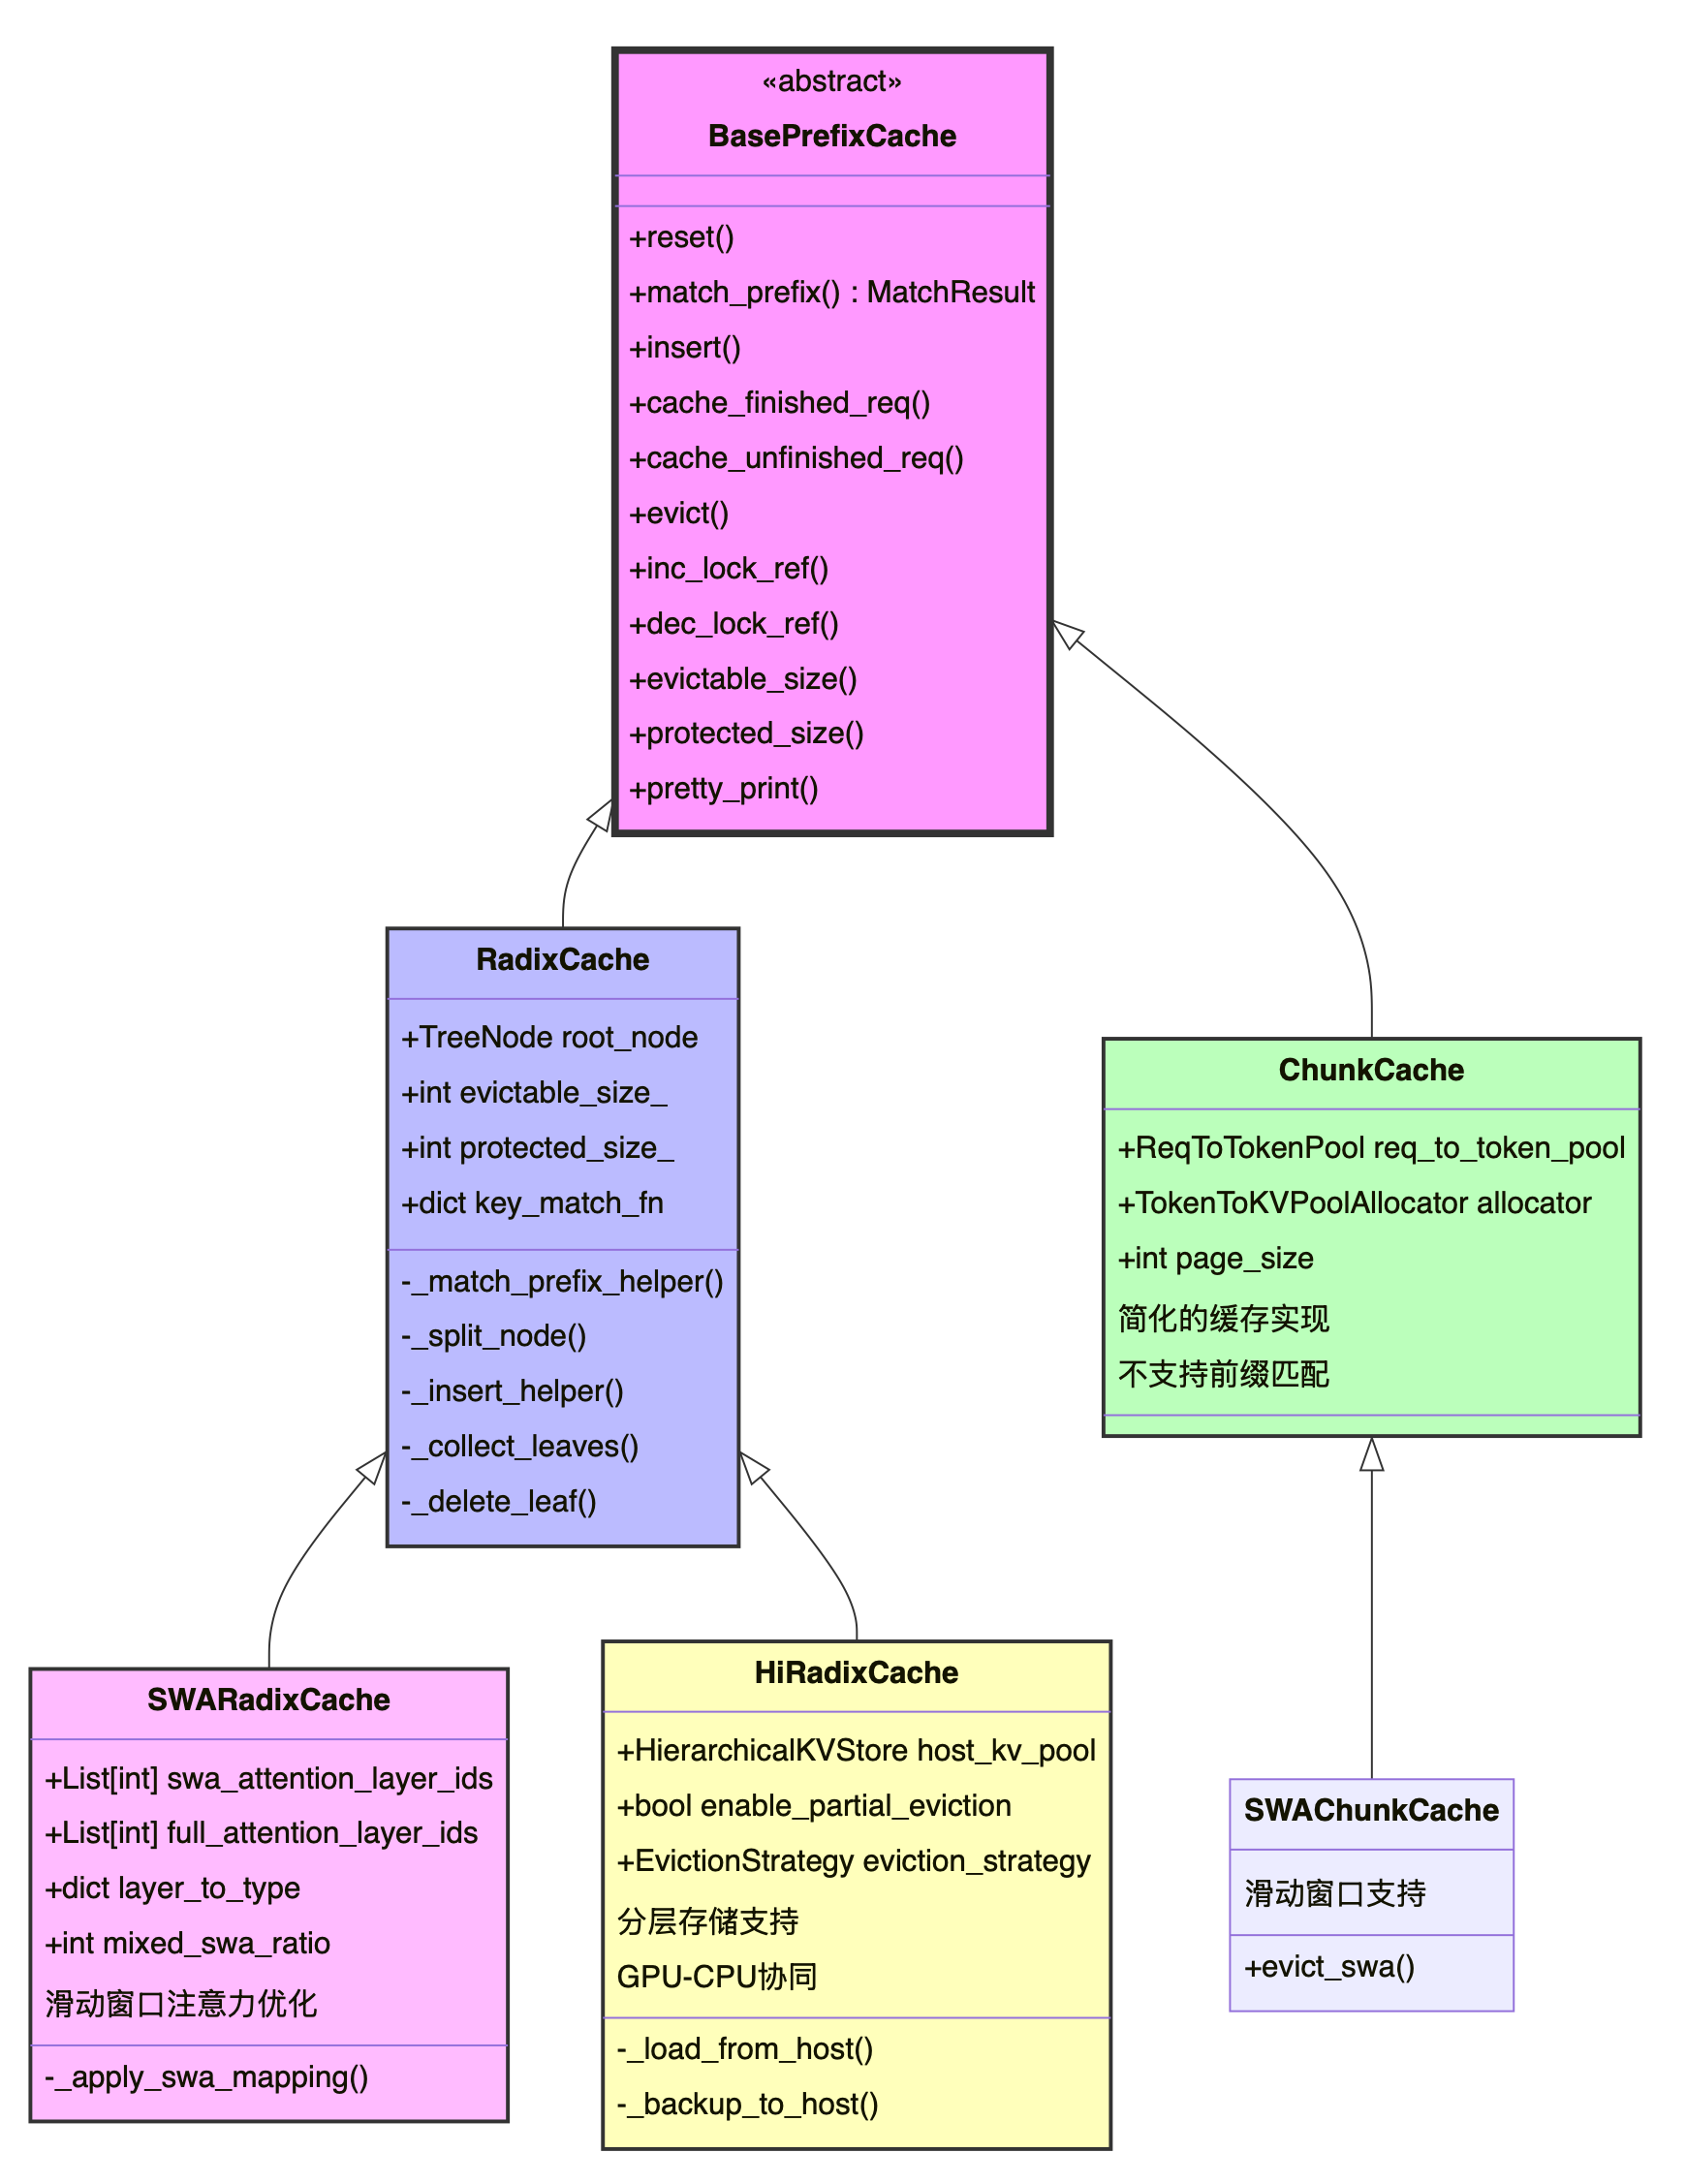 «abstract»
BasePrefixCache
+reset()
+match_prefix() : MatchResult
+insert()
+cache_finished_req()
+cache_unfinished_req()
+evict()
+inc_lock_ref()
+dec_lock_ref()
+evictable_size()
+protected_size()
+pretty_print()
RadixCache
+TreeNode root_node
+int evictable_size_
+int protected_size_
+dict key_match_fn
-_match_prefix_helper()
-_split_node()
-_insert_helper()
-_collect_leaves()
-_delete_leaf()
ChunkCache
+ReqToTokenPool req_to_token_pool
+TokenToKVPoolAllocator allocator
+int page_size
简化的缓存实现
不支持前缀匹配
SWARadixCache
+List[int] swa_attention_layer_ids
+List[int] full_attention_layer_ids
+dict layer_to_type
+int mixed_swa_ratio
滑动窗口注意力优化
-_apply_swa_mapping()
HiRadixCache
+HierarchicalKVStore host_kv_pool
+bool enable_partial_eviction
+EvictionStrategy eviction_strategy
分层存储支持
GPU-CPU协同
-_load_from_host()
-_backup_to_host()
SWAChunkCache
滑动窗口支持
+evict_swa()